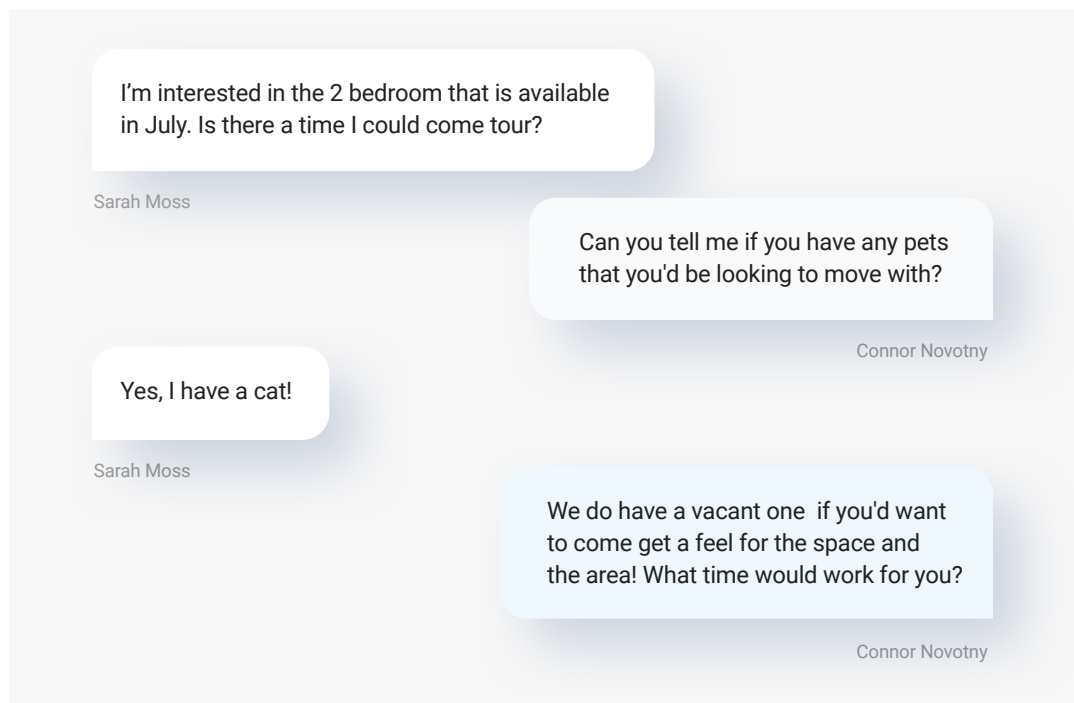 I’m interested in the 2 bedroom that is available
in July. Is there a time I could come tour?
Sarah Moss
Can you tell me if you have any pets
that you'd be looking to move with?
Connor Novotny
Yes, I have a cat!
Sarah Moss
We do have a vacant one  if you'd want
to come get a feel for the space and
the area! What time would work for you?
Connor Novotny